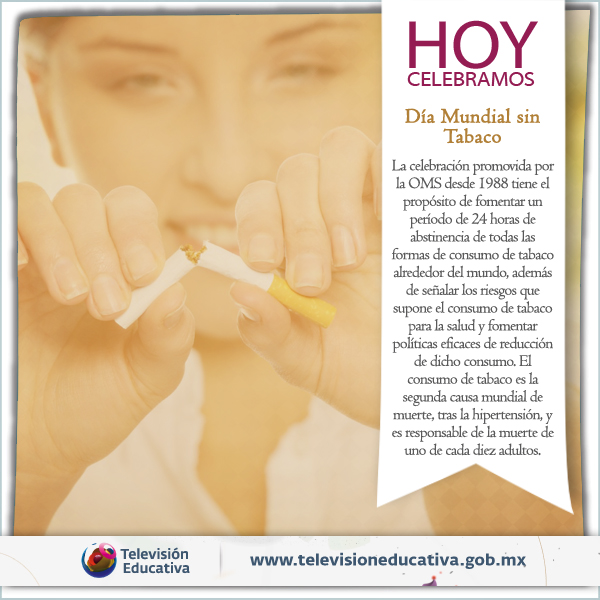 HOY
CELEBRAMOS
Día Mundial sin
Tabaco
La celebración promovida por
la OMS desde 1988 tiene el
propósito de fomentar un
período de 24 horas de
abstinencia de todas las
formas de consumo de tabaco
alrededor del mundo, además
de señalar los riesgos que
supone el consumo de tabaco
para la salud y fomentar
políticas eficaces de reducción
de dicho consumo. El
consumo de tabaco es la
segunda causa mundial de
muerte, tras la hipertensión, y
es responsable de la muerte de
uno de cada diez adultos.
Televisión
Educativa
www.televisioneducativa.gob.mx